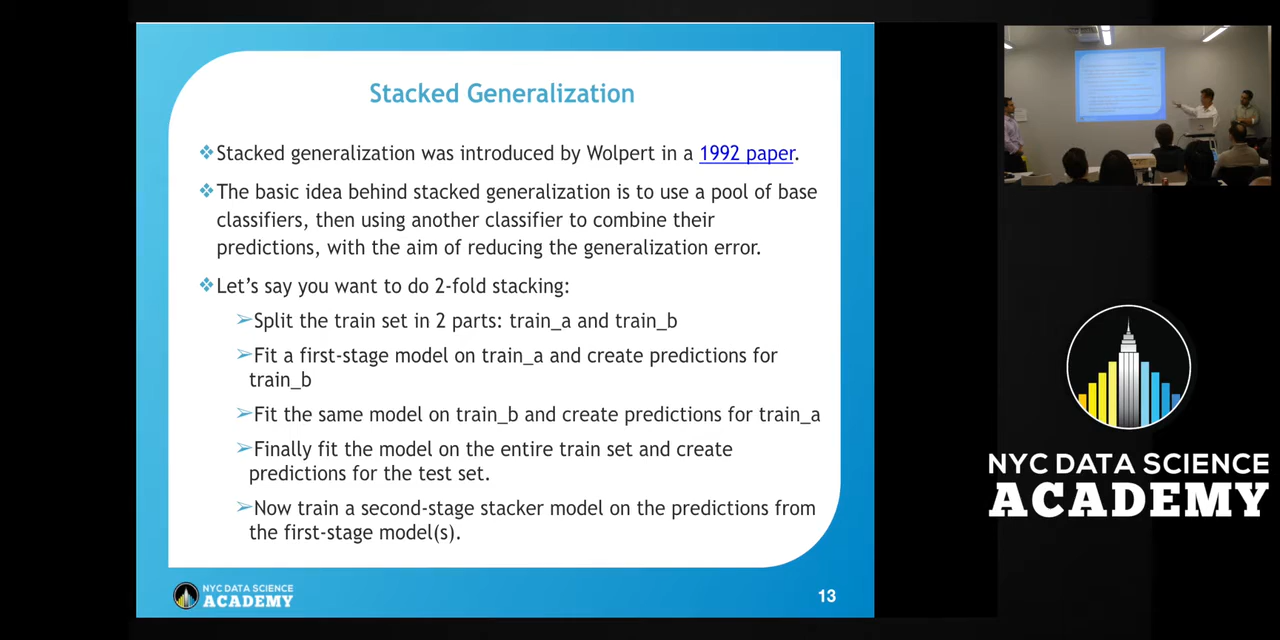 Stacked Generalization
❖Stacked generalization was introduced by Wolpert in a 1992 paper.
❖The basic idea behind stacked generalization is to use a pool of base
classifiers, then using another classifier to combine their
predictions, with the aim of reducing the generalization error.
❖Let's say you want to do 2-fold stacking:
➢Split the train set in 2 parts: train_a and train_b
➢Fit a first-stage model on train_a and create predictions for
train_b
➢Fit the same model on train_b and create predictions for train_a
➢Finally fit the model on the entire train set and create
predictions for the test set.
➢Now train a second-stage stacker model on the predictions from
the first-stage model(s).
NYC DATA SCIENCE
ACADEMY
13
NYC DATA SCIENCE
ACADEMY